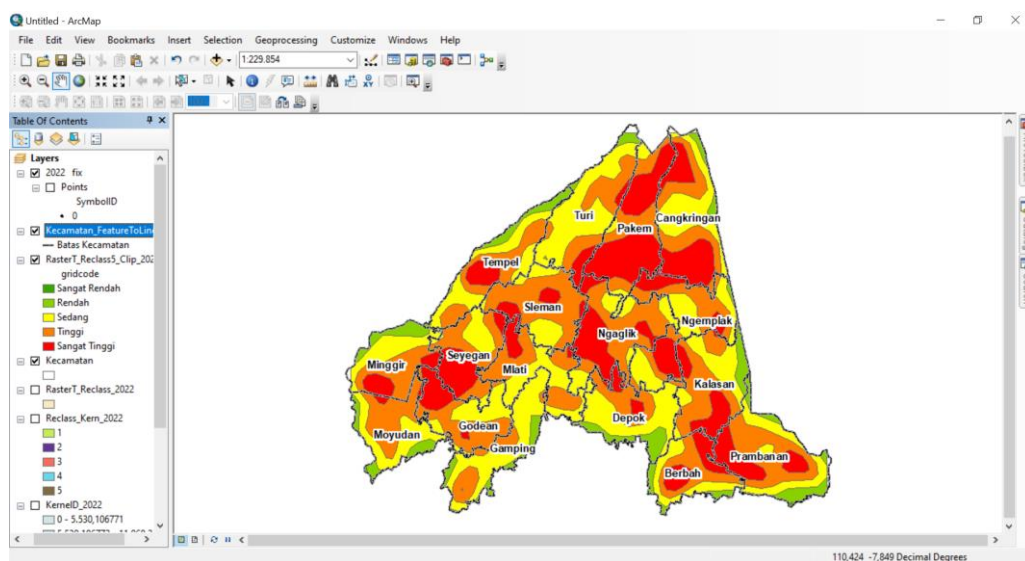 Untitled - ArcMap
File Edit View Bookmarks Insert Selection Geoprocessing Customize Windows Help
1:229.854
Table Of Contents
Layers
2022 fix
Points
SymbolID
0
Kecamatan_FeatureToLin
Batas Kecamatan
RasterT_Reclass5_Clip_202
gridcode
Sangat Rendah
Rendah
Sedang
Tinggi
Sangat Tinggi
Kecamatan
RasterT_Reclass_2022
Reclass_Kern_2022
1
2
3
4
5
KernelD_2022
0 - 5.530,106771
Turi
Cangkringan
Pakem
Tempel
Sleman
Ngemplak
Ngaglik
Seyegan
Minggir
Mlati
Kalasan
Depok
Godean
Moyudan
Gamping
Prambanan
Berbah
110,424 -7,849 Decimal Degrees